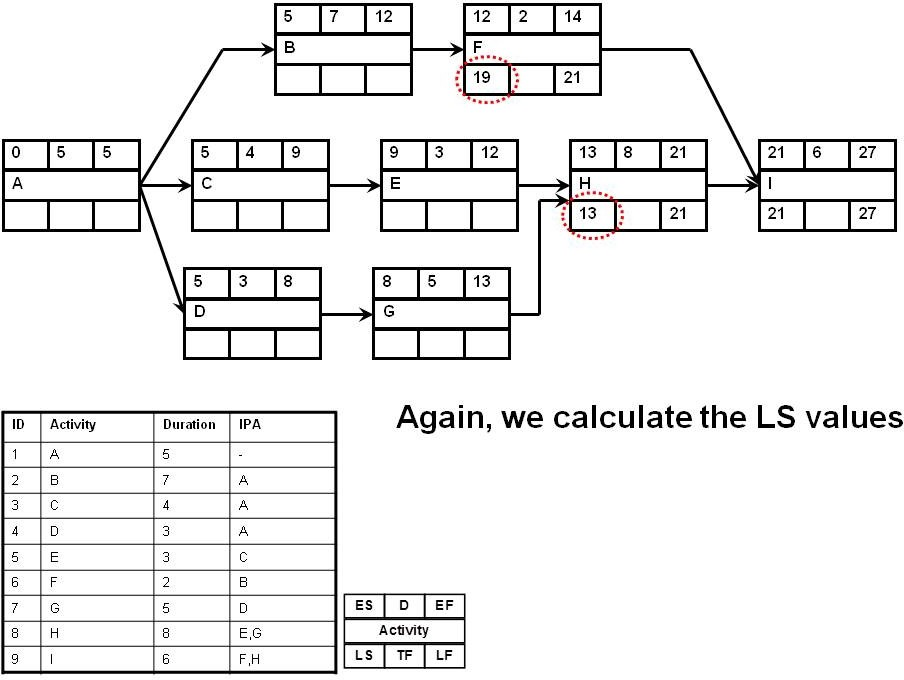 5 7 12
B
12 2 14
F
19 21
0 5 5
A
5 4 9
C
9 3 12
E
13 8 21
H
13 21
21 6 27
I
21 27
5 3 8
D
8 5 13
G
Again, we calculate the LS values
ID Activity Duration IPA
1 A 5 -
2 B 7 A
3 C 4 A
4 D 3 A
5 E 3 C
6 F 2 B
7 G 5 D
8 H 8 E,G
9 I 6 F,H
ES D EF
Activity
LS TF LF